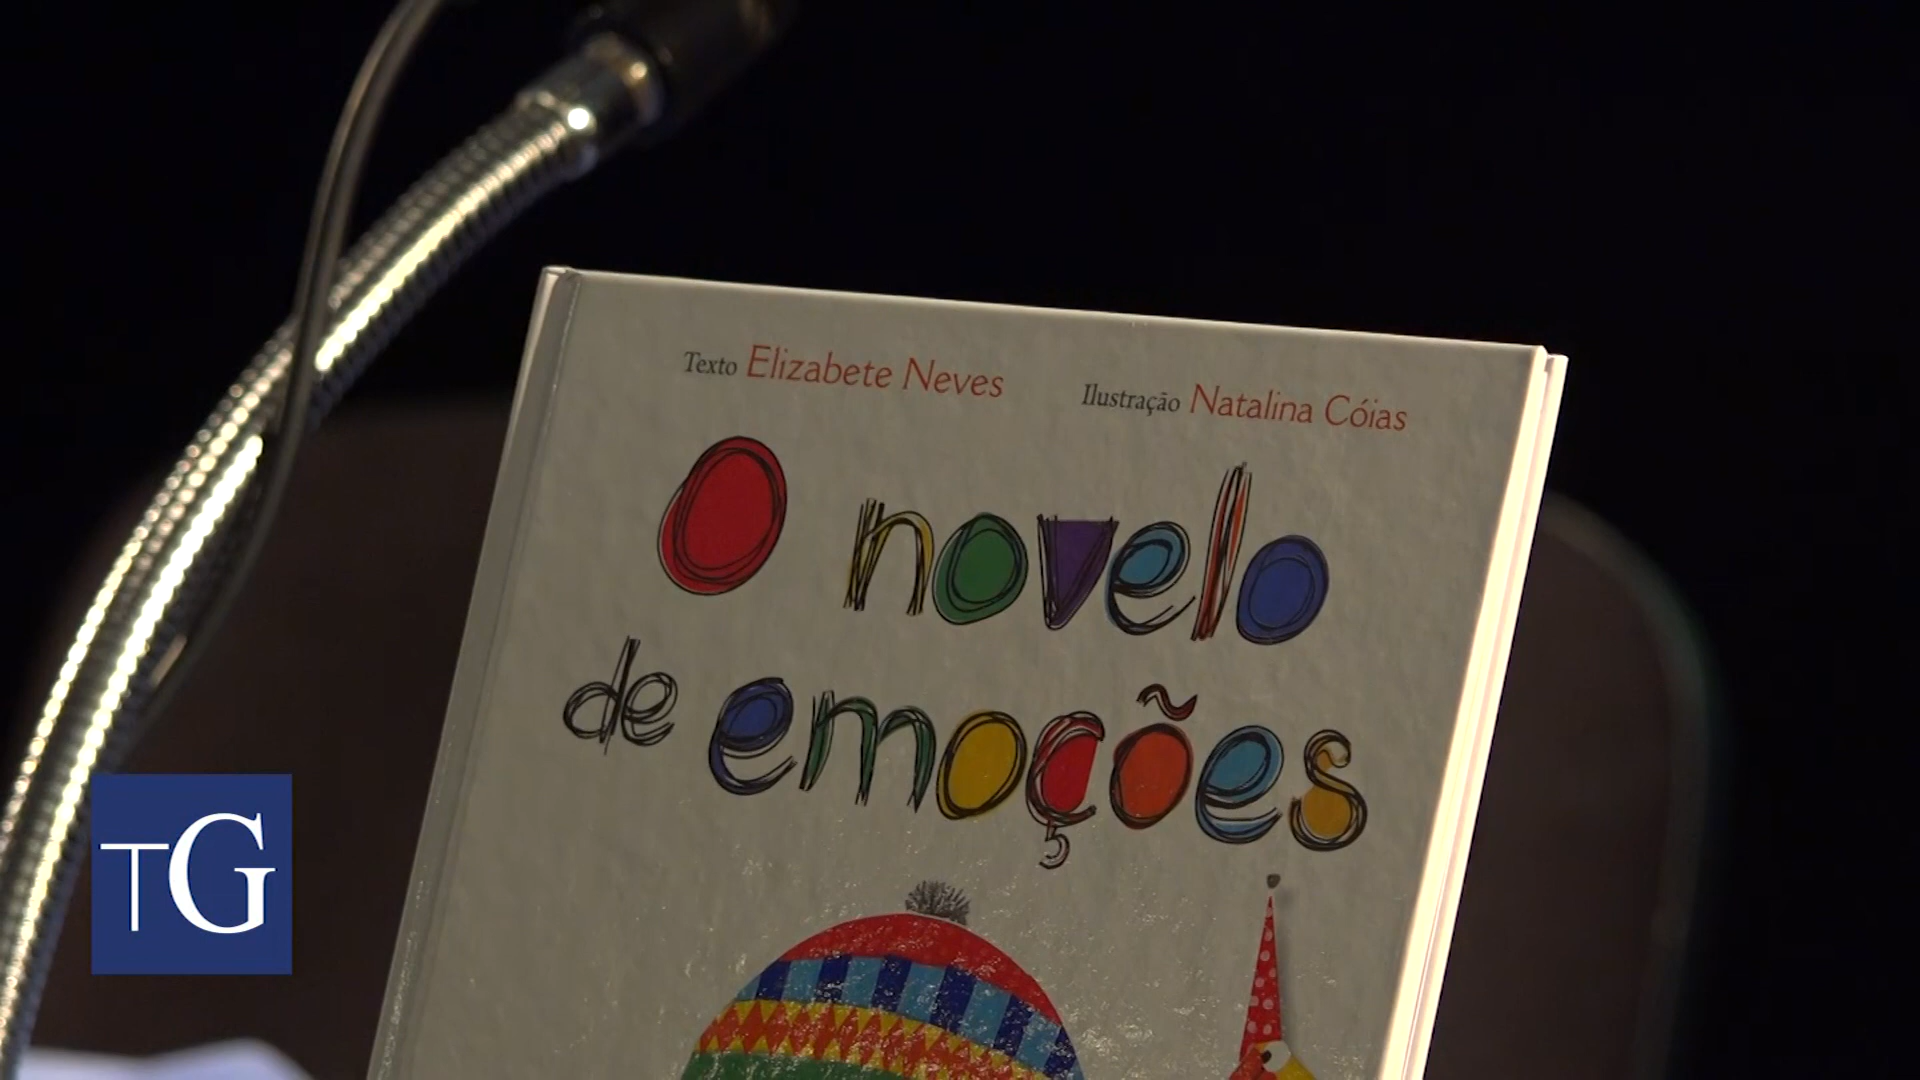 Texto Elizabete Neves
Ilustração Natalina Cóias
O novelo
de emoções
TG